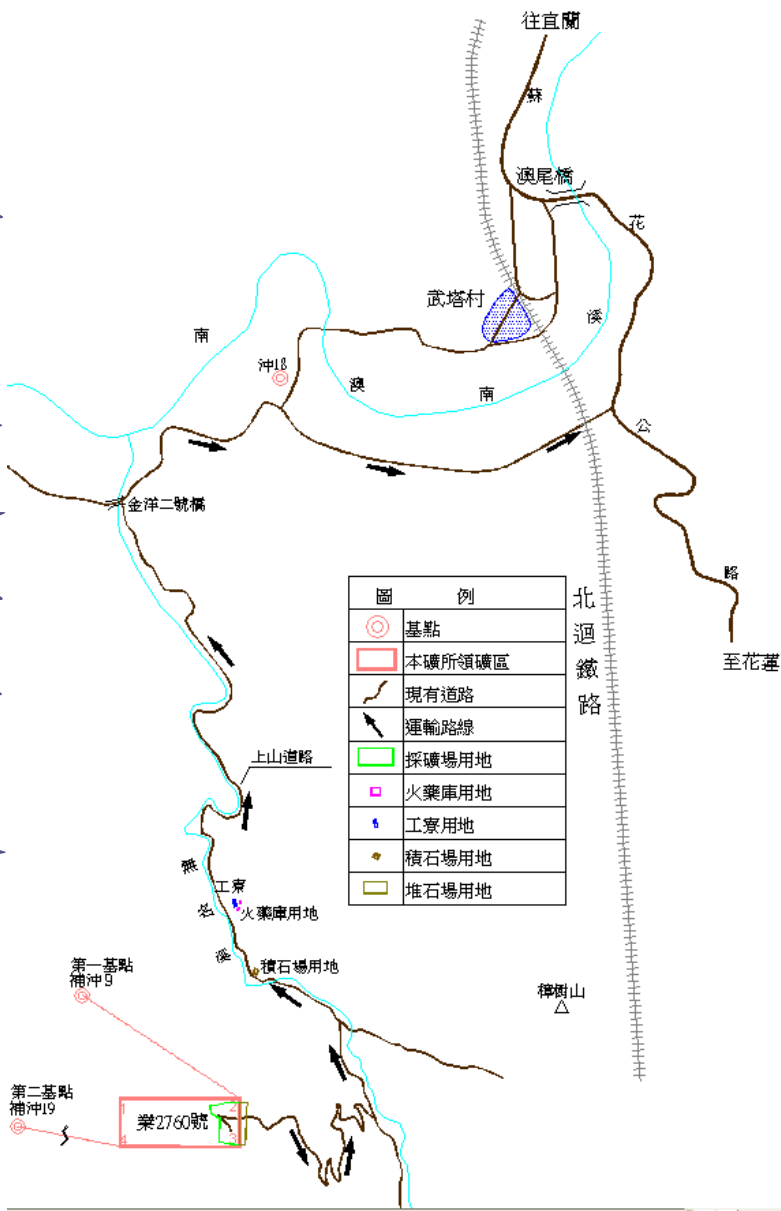 往宜蘭
蘇
澳尾橋
花
武塔村
南
溪
沖18
澳
南
公
金洋二號橋
路
至花蓮
北迴鐵路
圖例
基點
本礦所領礦區
現有道路
運輸路線
採礦場用地
火藥庫用地
工寮用地
積石場用地
堆石場用地
上山道路
工寮
火藥庫用地
溪
積石場用地
第一基點
補沖9
樟樹山
第二基點
補沖19
1
2
業2760號
4
3